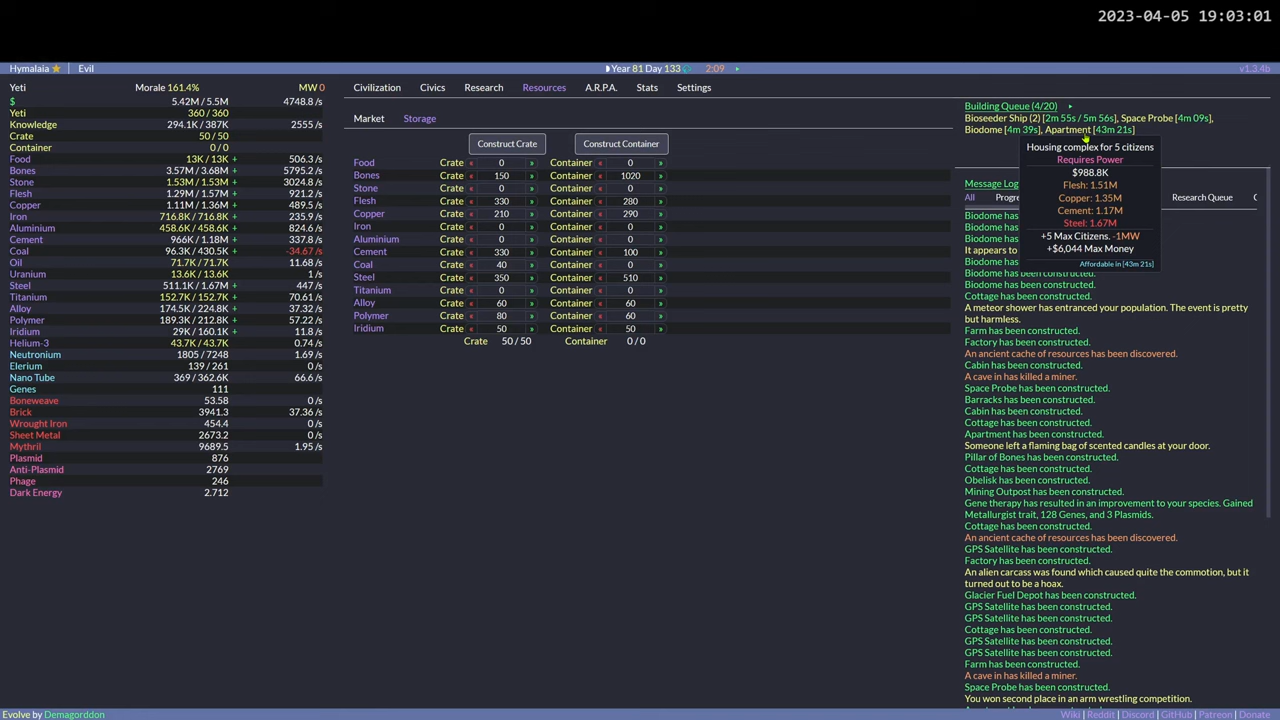 2023-04-05 19:03:01
Hymalaia Evil
Year 81 Day 133 2:09
v1.3.4b
Yeti Morale 161.4% MW 0
$ 5.42M / 5.5M 4748.8 /s
Yeti 360 / 360
Knowledge 294.1K / 387K 2555 /s
Crate 50 / 50
Container 0 / 0
Food 13K / 13K + 506.3 /s
Bones 3.57M / 3.68M + 5795.2 /s
Stone 1.53M / 1.53M + 3024.8 /s
Flesh 1.29M / 1.57M + 921.2 /s
Copper 1.11M / 1.36M + 489.5 /s
Iron 716.8K / 716.8K + 235.9 /s
Aluminium 458.6K / 458.6K + 824.6 /s
Cement 966K / 1.18M + 337.8 /s
Coal 96.3K / 430.5K + -34.67 /s
Oil 71.7K / 71.7K + 11.68 /s
Uranium 13.6K / 13.6K + 1 /s
Steel 511.1K / 1.67M + 447 /s
Titanium 152.7K / 152.7K + 70.61 /s
Alloy 174.5K / 224.8K + 37.32 /s
Polymer 189.3K / 212.8K + 57.22 /s
Iridium 29K / 160.1K + 11.8 /s
Helium-3 43.7K / 43.7K + 0.74 /s
Neutronium 1805 / 7248 1.69 /s
Elerium 139 / 261 0 /s
Nano Tube 369 / 362.6K 66.6 /s
Genes 111
Boneweave 53.58 0 /s
Brick 3941.3 37.36 /s
Wrought Iron 454.4 0 /s
Sheet Metal 2673.2 0 /s
Mythril 9689.5 1.95 /s
Plasmid 876
Anti-Plasmid 2769
Phage 246
Dark Energy 2.712
Civilization Civics Research Resources A.R.P.A. Stats Settings
Market Storage
Construct Crate Construct Container
Food Crate « 0 » Container « 0 »
Bones Crate « 150 » Container « 1020 »
Stone Crate « 0 » Container « 0 »
Flesh Crate « 330 » Container « 280 »
Copper Crate « 210 » Container « 290 »
Iron Crate « 0 » Container « 0 »
Aluminium Crate « 0 » Container « 0 »
Cement Crate « 330 » Container « 100 »
Coal Crate « 40 » Container « 0 »
Steel Crate « 350 » Container « 510 »
Titanium Crate « 0 » Container « 0 »
Alloy Crate « 60 » Container « 60 »
Polymer Crate « 80 » Container « 60 »
Iridium Crate « 50 » Container « 50 »
Crate 50 / 50 Container 0 / 0
Building Queue (4/20)
Bioseeder Ship (2) [2m 55s / 5m 56s], Space Probe [4m 09s],
Biodome [4m 39s], Apartment [43m 21s]
Housing complex for 5 citizens
Requires Power
$988.8K
Flesh: 1.51M
Copper: 1.35M
Cement: 1.17M
Steel: 1.67M
+5 Max Citizens. -1MW
+$6,044 Max Money
Affordable in [43m 21s]
Message Log
All Progre Research Queue
Biodome has
Biodome has
Biodome has
It appears to
Biodome has
Biodome has been constructed.
Biodome has been constructed.
Cottage has been constructed.
A meteor shower has entranced your population. The event is pretty
but harmless.
Farm has been constructed.
Factory has been constructed.
An ancient cache of resources has been discovered.
Cabin has been constructed.
A cave in has killed a miner.
Space Probe has been constructed.
Barracks has been constructed.
Cabin has been constructed.
Cottage has been constructed.
Apartment has been constructed.
Someone left a flaming bag of scented candles at your door.
Pillar of Bones has been constructed.
Cottage has been constructed.
Obelisk has been constructed.
Mining Outpost has been constructed.
Gene therapy has resulted in an improvement to your species. Gained
Metallurgist trait, 128 Genes, and 3 Plasmids.
Cottage has been constructed.
An ancient cache of resources has been discovered.
GPS Satellite has been constructed.
Factory has been constructed.
An alien carcass was found which caused quite the commotion, but it
turned out to be a hoax.
Glacier Fuel Depot has been constructed.
GPS Satellite has been constructed.
GPS Satellite has been constructed.
Cottage has been constructed.
GPS Satellite has been constructed.
GPS Satellite has been constructed.
Farm has been constructed.
A cave in has killed a miner.
Space Probe has been constructed.
You won second place in an arm wrestling competition.
Evolve by Demagorddon
Wiki | Reddit | Discord | GitHub | Patreon | Donate